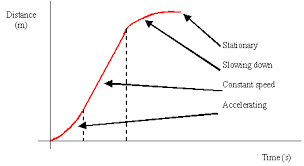 Distance
(m)
Stationary
Slowing down
Constant speed
Accelerating
Time (s)